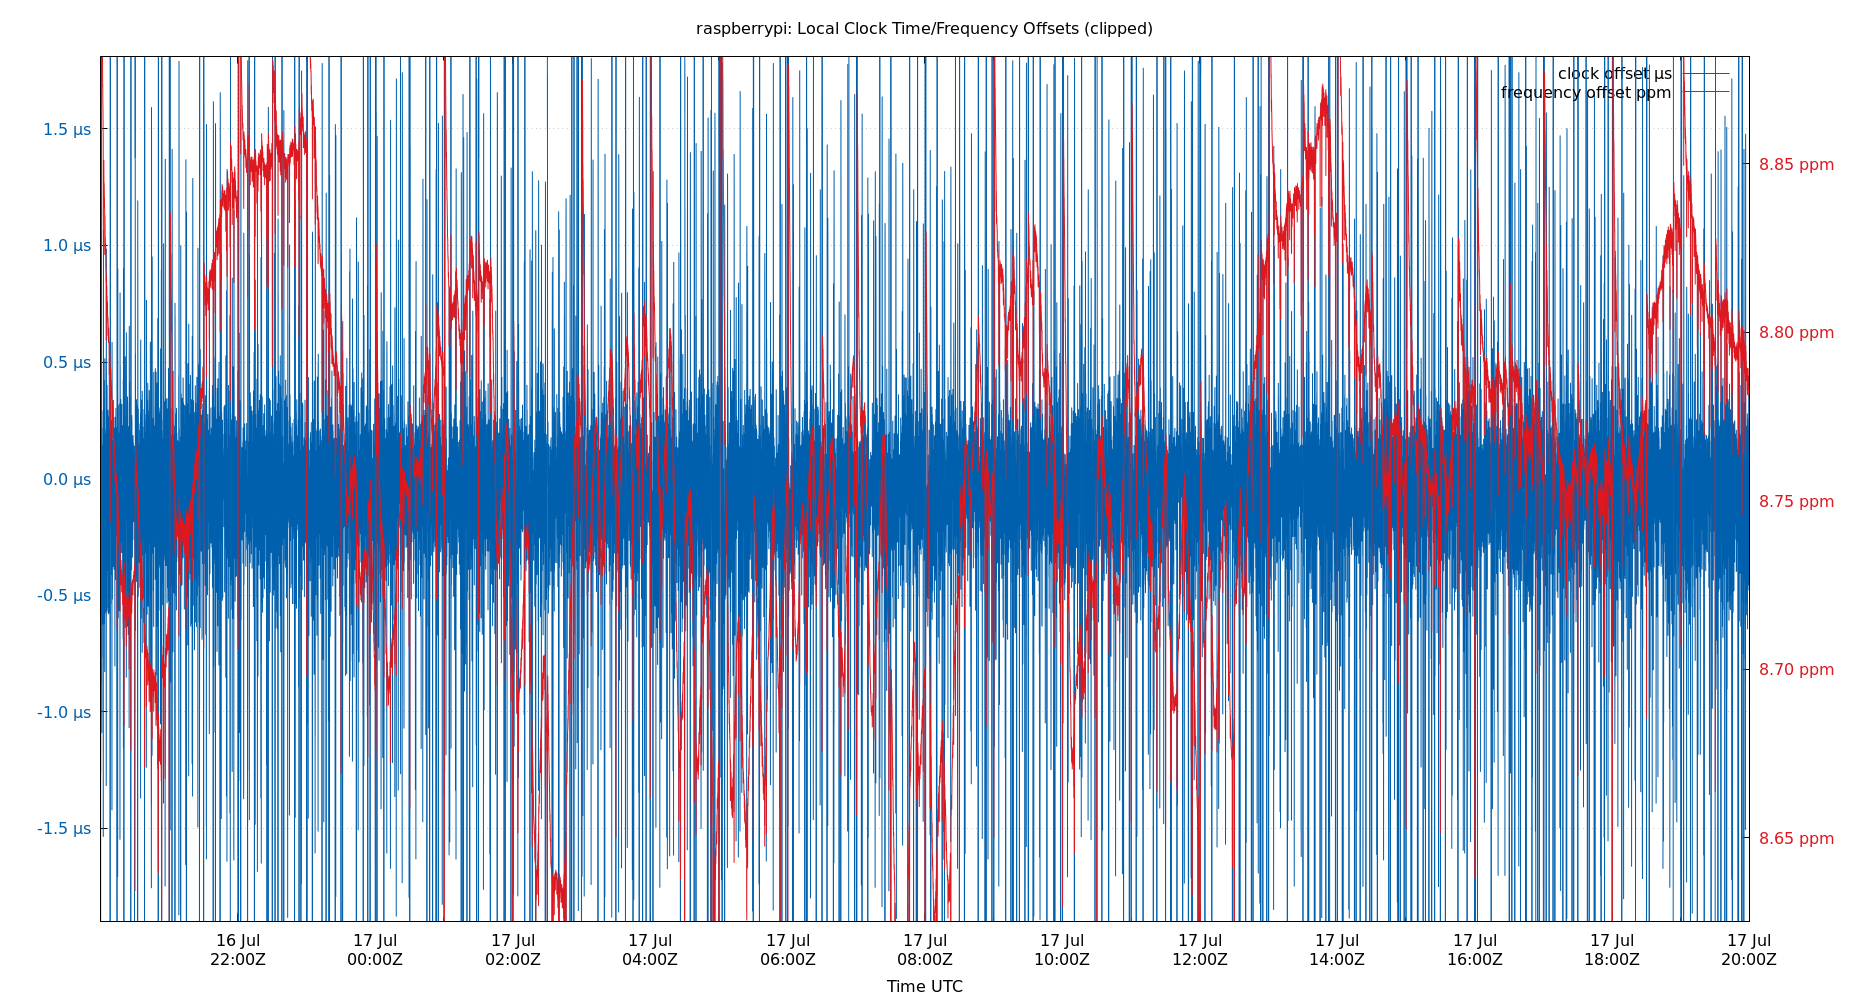 raspberrypi: Local Clock Time/Frequency Offsets (clipped)
clock offset µs
frequency offset ppm
1.5 µs
1.0 µs
0.5 µs
0.0 µs
-0.5 µs
-1.0 µs
-1.5 µs
8.85 ppm
8.80 ppm
8.75 ppm
8.70 ppm
8.65 ppm
16 Jul 17 Jul 17 Jul 17 Jul 17 Jul 17 Jul 17 Jul 17 Jul 17 Jul 17 Jul 17 Jul 17 Jul
22:00Z 00:00Z 02:00Z 04:00Z 06:00Z 08:00Z 10:00Z 12:00Z 14:00Z 16:00Z 18:00Z 20:00Z
Time UTC